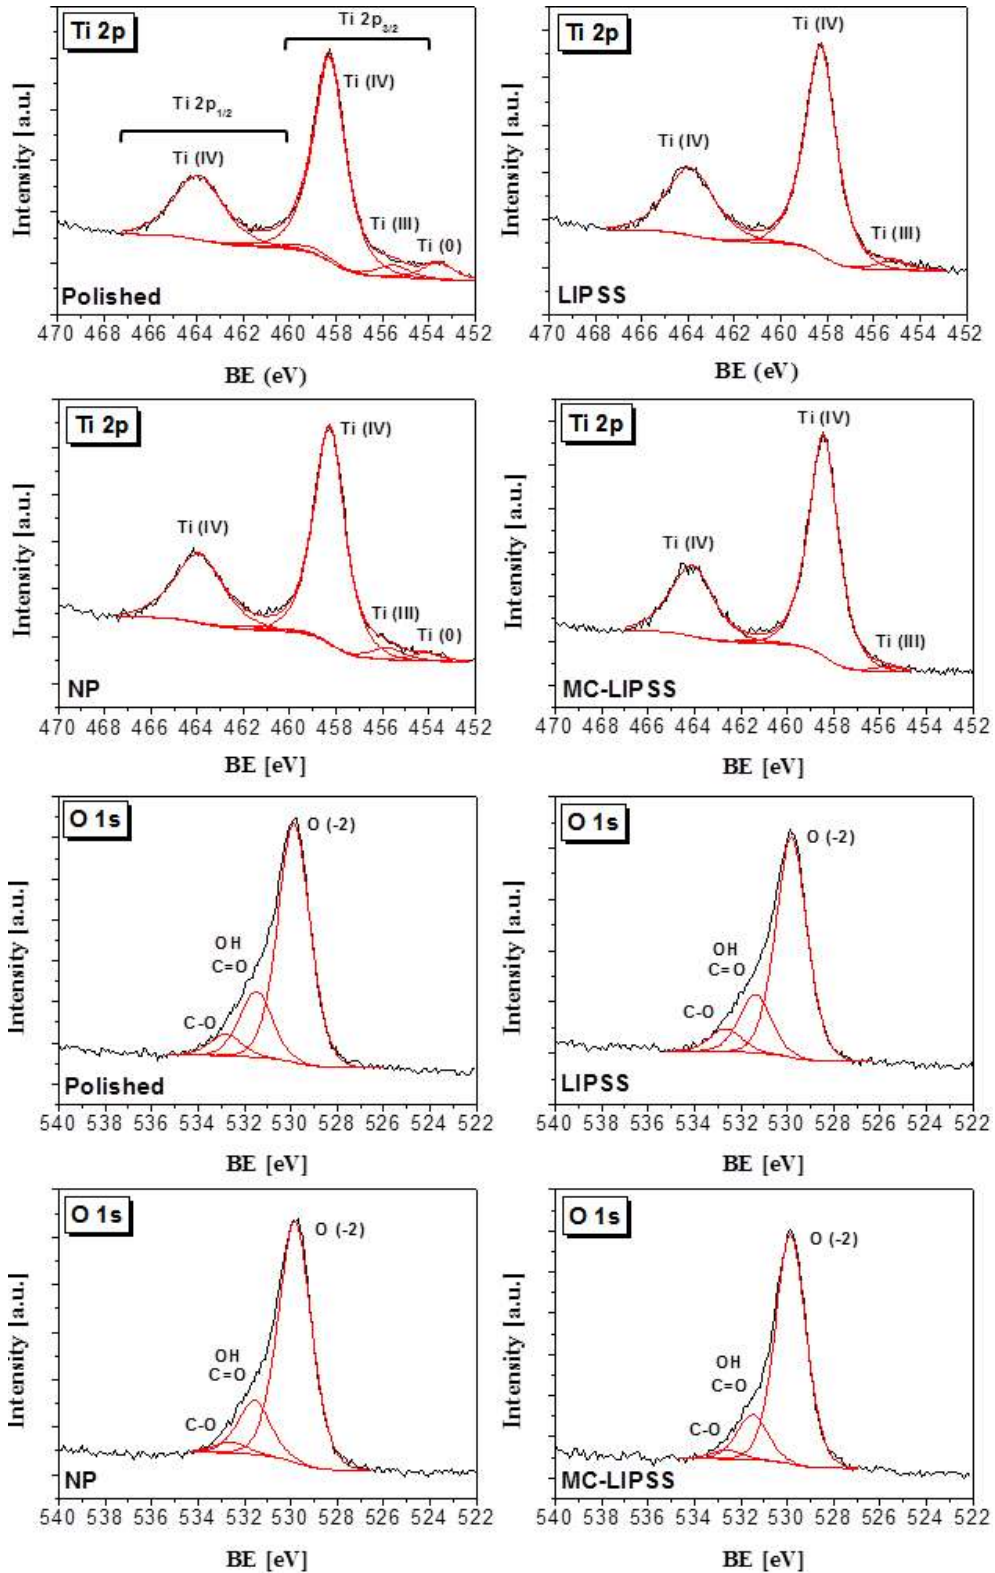 Ti 2p
Ti 2p3/2
Ti (IV)
Ti 2p1/2
Ti (IV)
Ti (III)
Ti (0)
Polished
Intensity [a.u.]
470 468 466 464 462 460 458 456 454 452
BE (eV)
Ti 2p
Ti (IV)
Ti (IV)
Ti (III)
LIPSS
Intensity [a.u.]
470 468 466 464 462 460 458 456 454 452
BE (eV)
Ti 2p
Ti (IV)
Ti (IV)
Ti (III)
Ti (0)
NP
Intensity [a.u.]
470 468 466 464 462 460 458 456 454 452
BE [eV]
Ti 2p
Ti (IV)
Ti (IV)
Ti (III)
MC-LIPSS
Intensity [a.u.]
470 468 466 464 462 460 458 456 454 452
BE [eV]
O 1s
O (-2)
OH
C=O
C-O
Polished
Intensity [a.u.]
540 538 536 534 532 530 528 526 524 522
BE [eV]
O 1s
O (-2)
OH
C=O
C-O
LIPSS
Intensity [a.u.]
540 538 536 534 532 530 528 526 524 522
BE [eV]
O 1s
O (-2)
OH
C=O
C-O
NP
Intensity [a.u.]
540 538 536 534 532 530 528 526 524 522
BE [eV]
O 1s
O (-2)
OH
C=O
C-O
MC-LIPSS
Intensity [a.u.]
540 538 536 534 532 530 528 526 524 522
BE [eV]